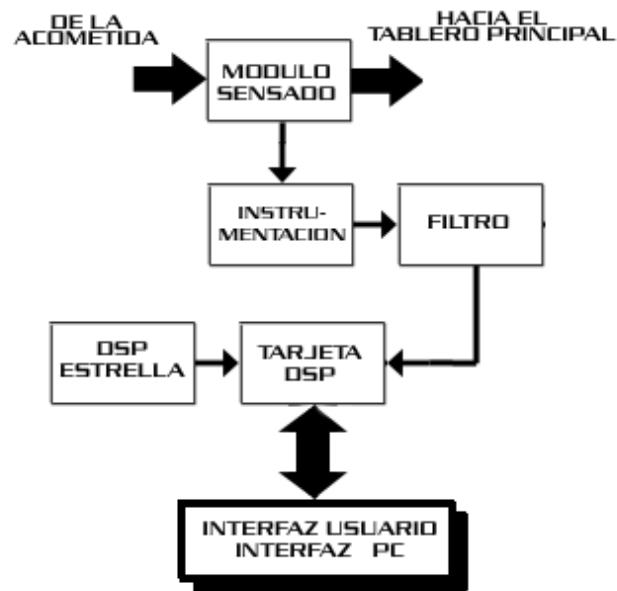 DE LA
ACOMETIDA
HACIA EL
TABLERO PRINCIPAL
MODULO
SENSADO
INSTRU-
MENTACION
FILTRO
DSP
ESTRELLA
TARJETA
DSP
INTERFAZ USUARIO
INTERFAZ PC